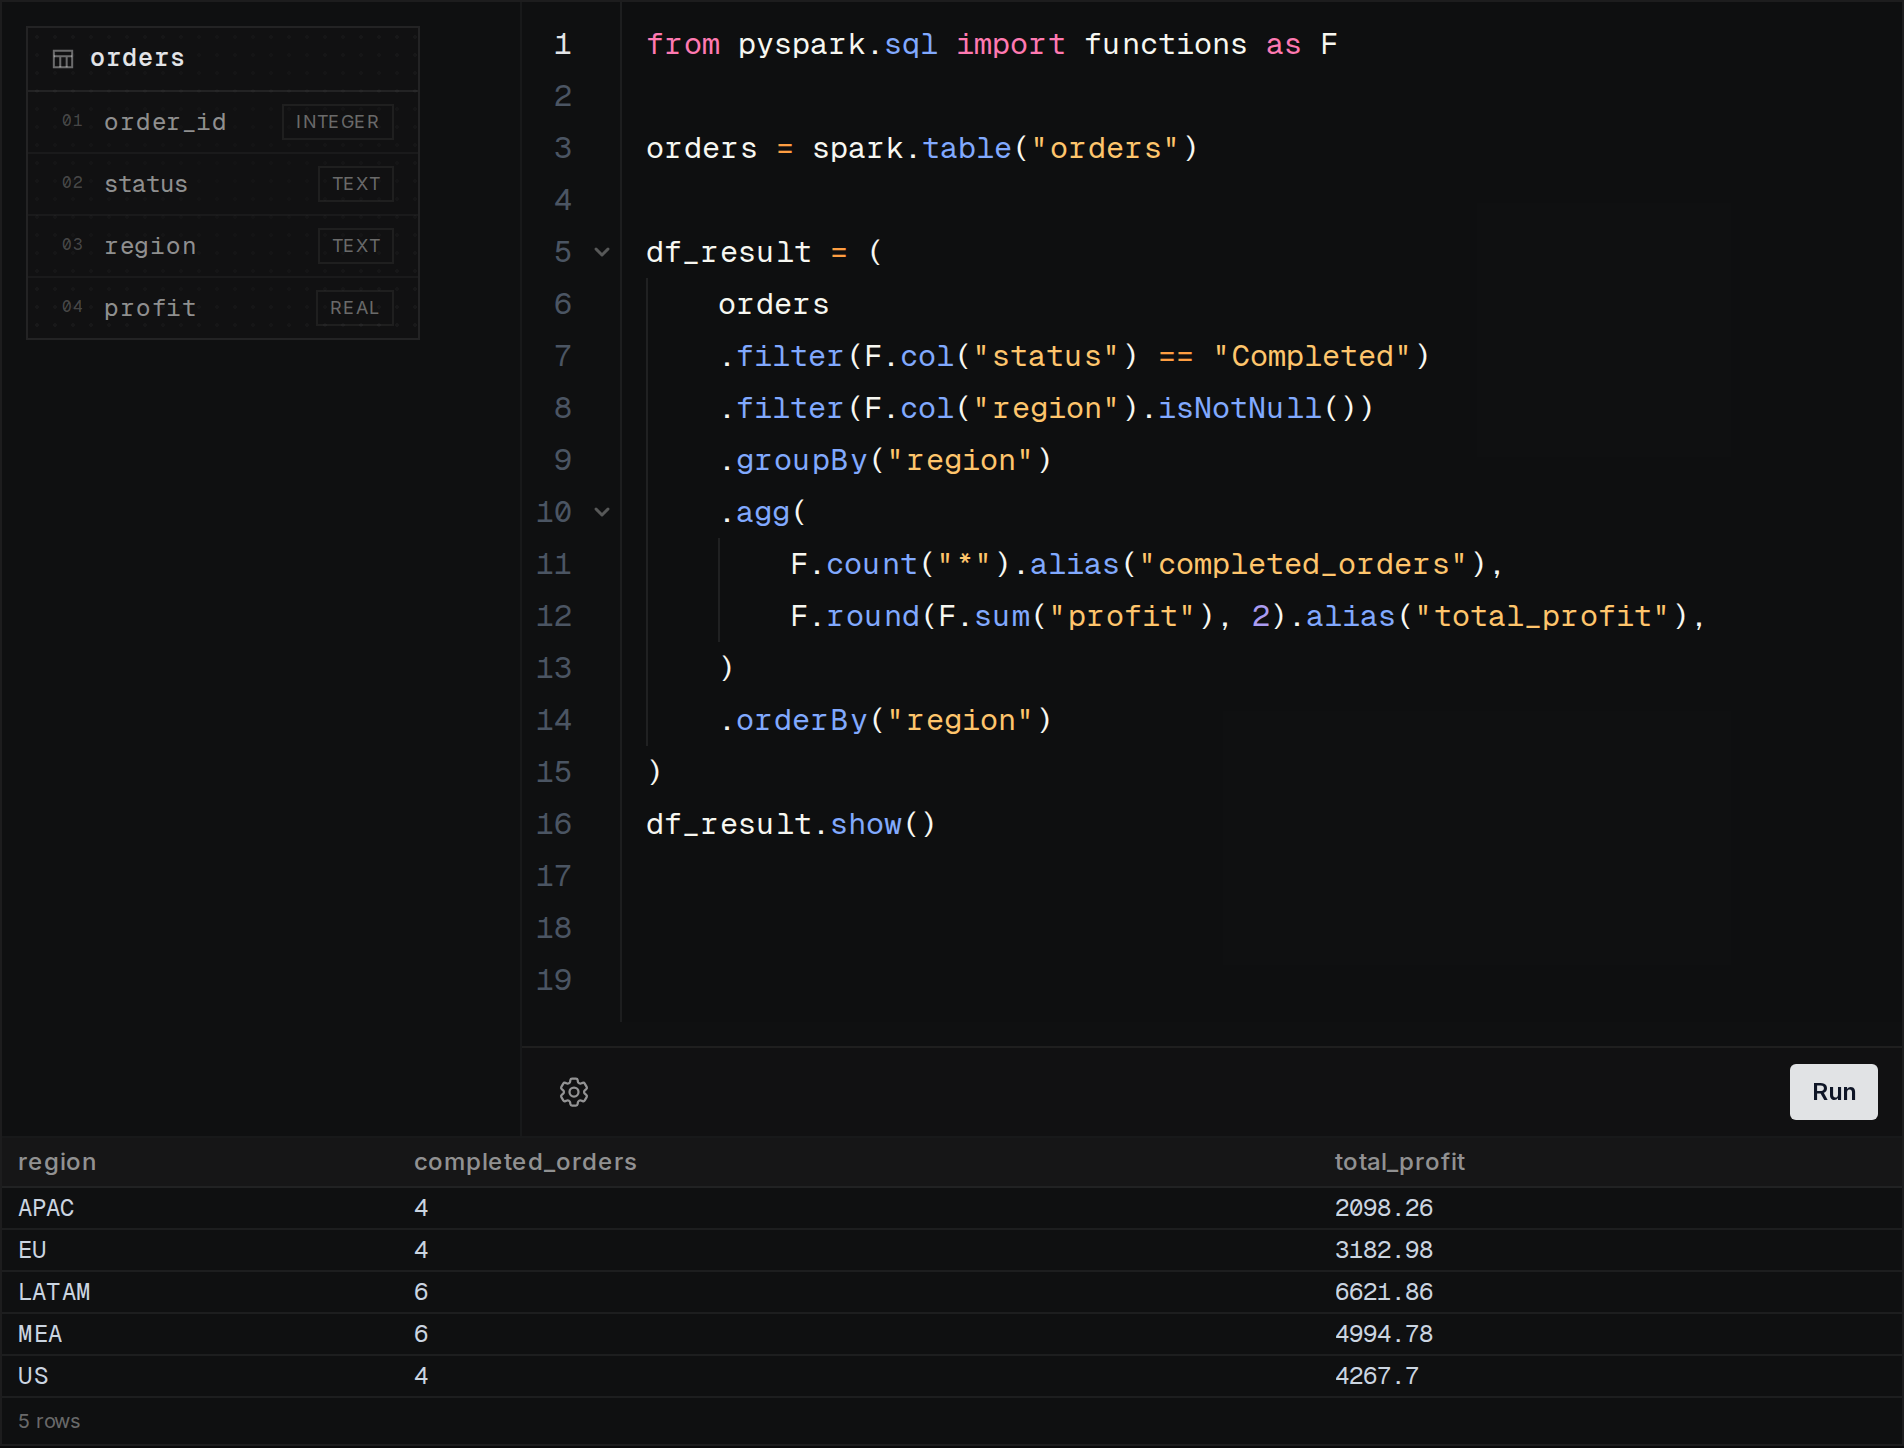 orders
01 order_id INTEGER
02 status TEXT
03 region TEXT
04 profit REAL
1 from pyspark.sql import functions as F
2
3 orders = spark.table("orders")
4
5 df_result = (
6 orders
7 .filter(F.col("status") == "Completed")
8 .filter(F.col("region").isNotNull())
9 .groupBy("region")
10 .agg(
11 F.count("*").alias("completed_orders"),
12 F.round(F.sum("profit"), 2).alias("total_profit"),
13 )
14 .orderBy("region")
15 )
16 df_result.show()
17
18
19
Run
region completed_orders total_profit
APAC 4 2098.26
EU 4 3182.98
LATAM 6 6621.86
MEA 6 4994.78
US 4 4267.7
5 rows